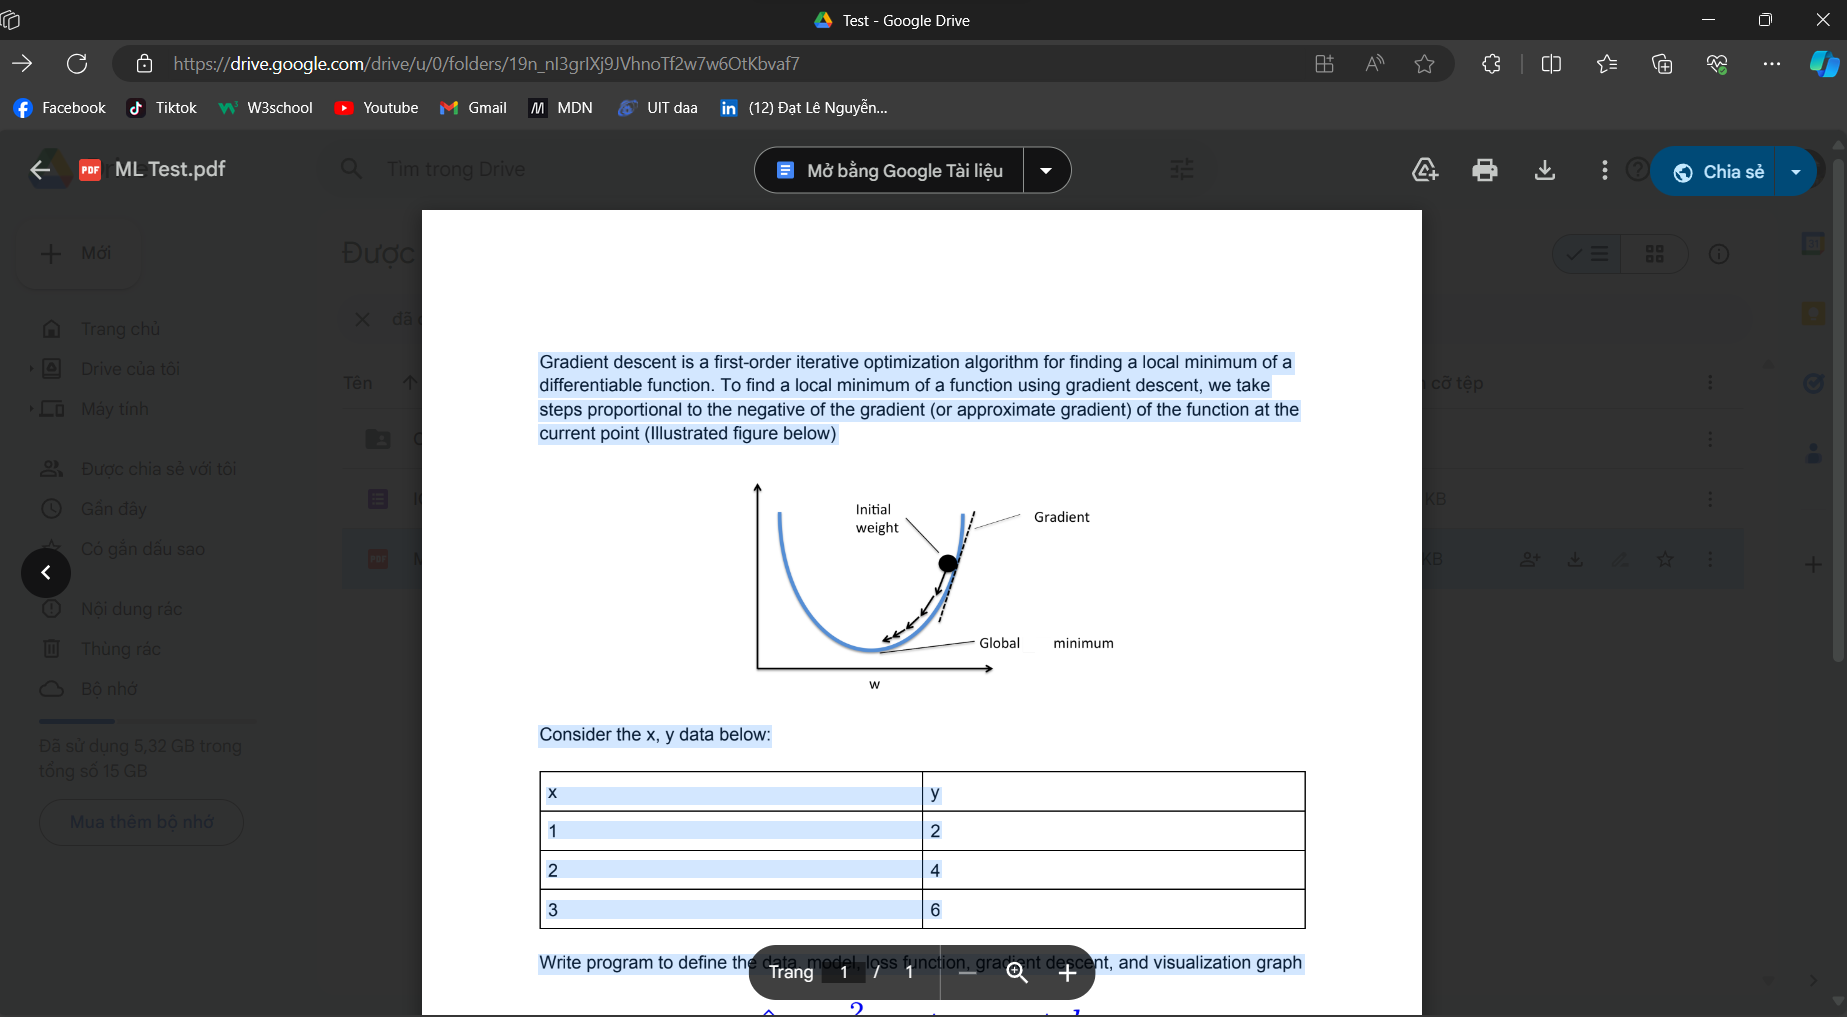 Test - Google Drive
https://drive.google.com/drive/u/0/folders/19n_nI3grIXj9JVhnoTf2w7w6OtKbvaf7
Facebook Tiktok W3school Youtube Gmail MDN UIT daa (12) Đạt Lê Nguyễn...
PDF ML Test.pdf Tìm trong Drive Mở bằng Google Tài liệu Chia sẻ
Mới
Được
đã
Trang chủ
Drive của tôi
Máy tính
Tên
cỡ tệp
Được chia sẻ với tôi
Gần đây
KB
Có gắn dấu sao
KB
Nội dung rác
Thùng rác
Bộ nhớ
Đã sử dụng 5,32 GB trong
tổng số 15 GB
Mua thêm bộ nhớ
Gradient descent is a first-order iterative optimization algorithm for finding a local minimum of a
differentiable function. To find a local minimum of a function using gradient descent, we take
steps proportional to the negative of the gradient (or approximate gradient) of the function at the
current point (Illustrated figure below)
Initial
weight
Gradient
Global minimum
w
Consider the x, y data below:
x y
1 2
2 4
3 6
Write program to define the data, model, loss function, gradient descent, and visualization graph
Trang 1 / 1